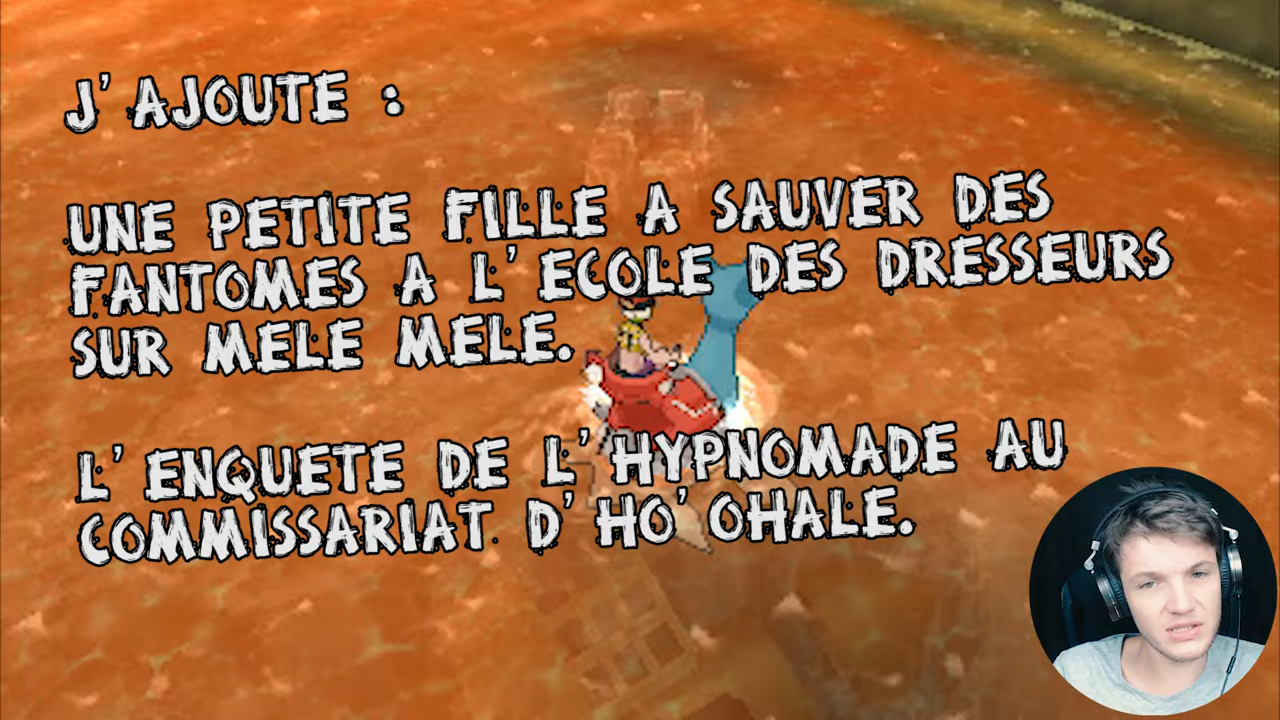 J'AJOUTE :
UNE PETITE FILLE A SAUVER DES
FANTOMES A L'ECOLE DES DRESSEURS
SUR MELE MELE.
L'ENQUETE DE L'HYPNOMADE AU
COMMISSARIAT D'HO'OHALE.